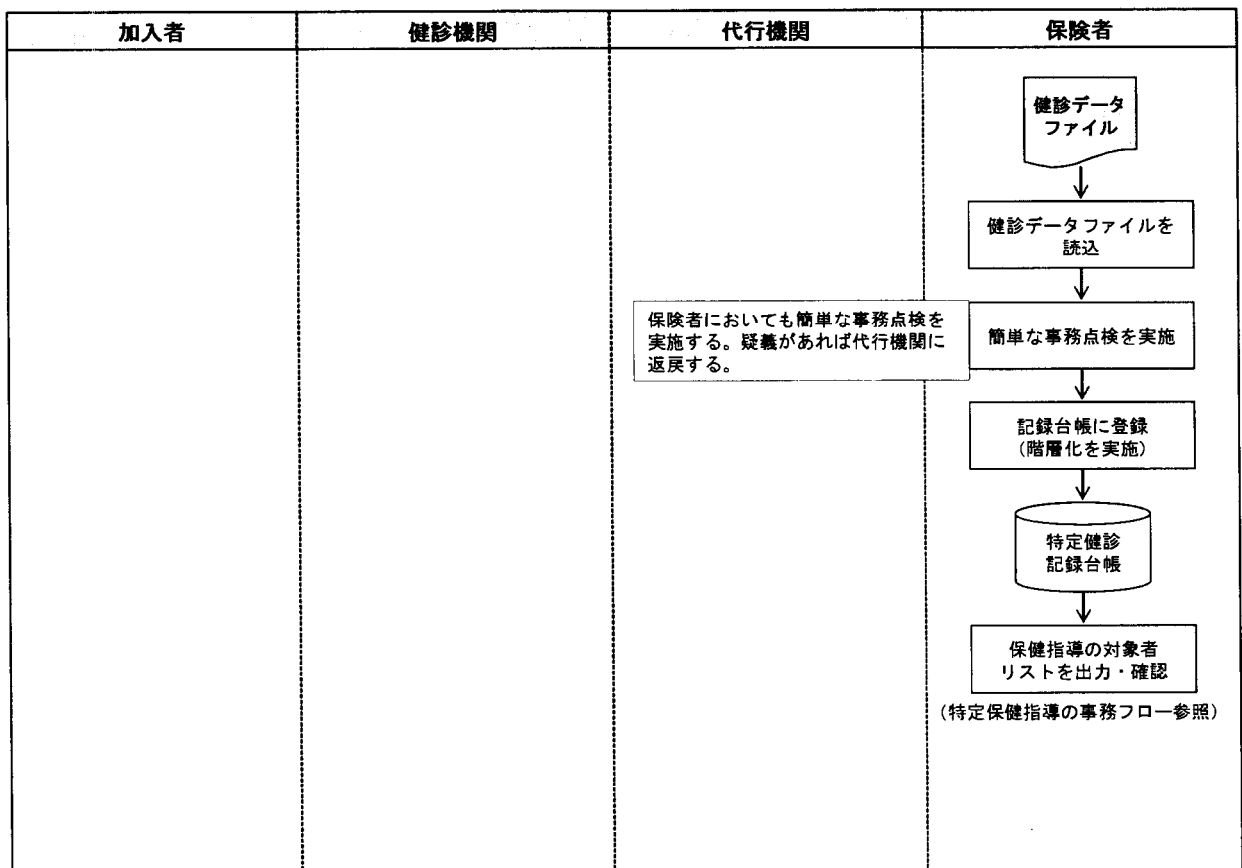 加入者
健診機関
代行機関
保険者
健診データ
ファイル
健診データファイルを
読込
保険者においても簡単な事務点検を
実施する。疑義があれば代行機関に
返戻する。
簡単な事務点検を実施
記録台帳に登録
(階層化を実施)
特定健診
記録台帳
保健指導の対象者
リストを出力・確認
(特定保健指導の事務フロー参照)